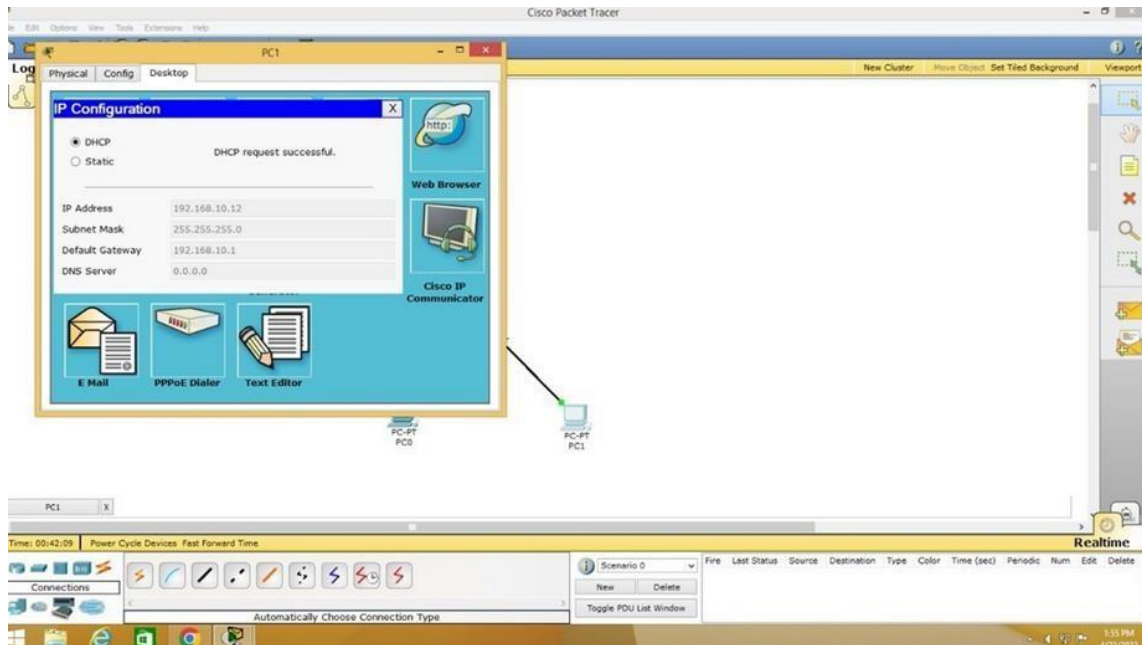 Cisco Packet Tracer
Edit Options View Tools Extensions Help
PC1
Log
Physical Config Desktop
New Cluster Move Object Set Tiled Background Viewport
IP Configuration X
http:
DHCP
DHCP request successful.
Static
Web Browser
IP Address 192.168.10.12
Subnet Mask 255.255.255.0
Default Gateway 192.168.10.1
DNS Server 0.0.0.0
Cisco IP
Communicator
E Mail PPPoE Dialer Text Editor
PC-PT
PC0
PC-PT
PC1
PC1 X
Time: 00:42:09 Power Cycle Devices Fast Forward Time
Realtime
Scenario 0
Fire Last Status Source Destination Type Color Time (sec) Periodic Num Edit Delete
Connections
New Delete
Toggle PDU List Window
Automatically Choose Connection Type
1:55 PM